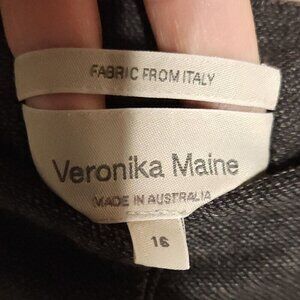 FABRIC FROM ITALY
Veronika Maine
MADE IN AUSTRALIA
16